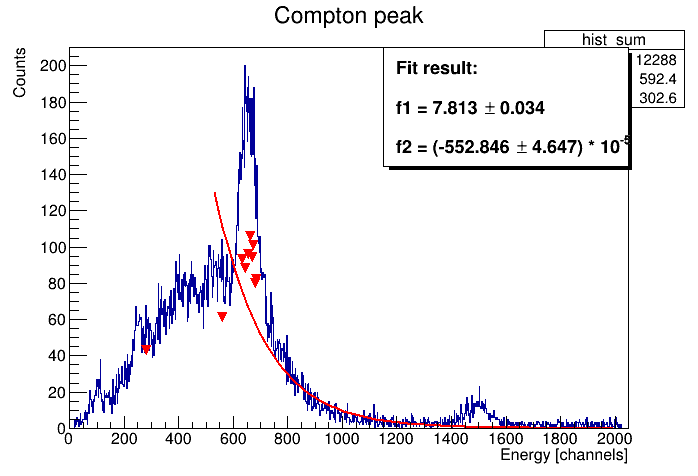 Compton peak
hist_sum
12288
592.4
302.6
Fit result:
f1 = 7.813 ± 0.034
f2 = (-552.846 ± 4.647) * 10^-5
Counts
200
180
160
140
120
100
80
60
40
20
0
0 200 400 600 800 1000 1200 1400 1600 1800 2000
Energy [channels]